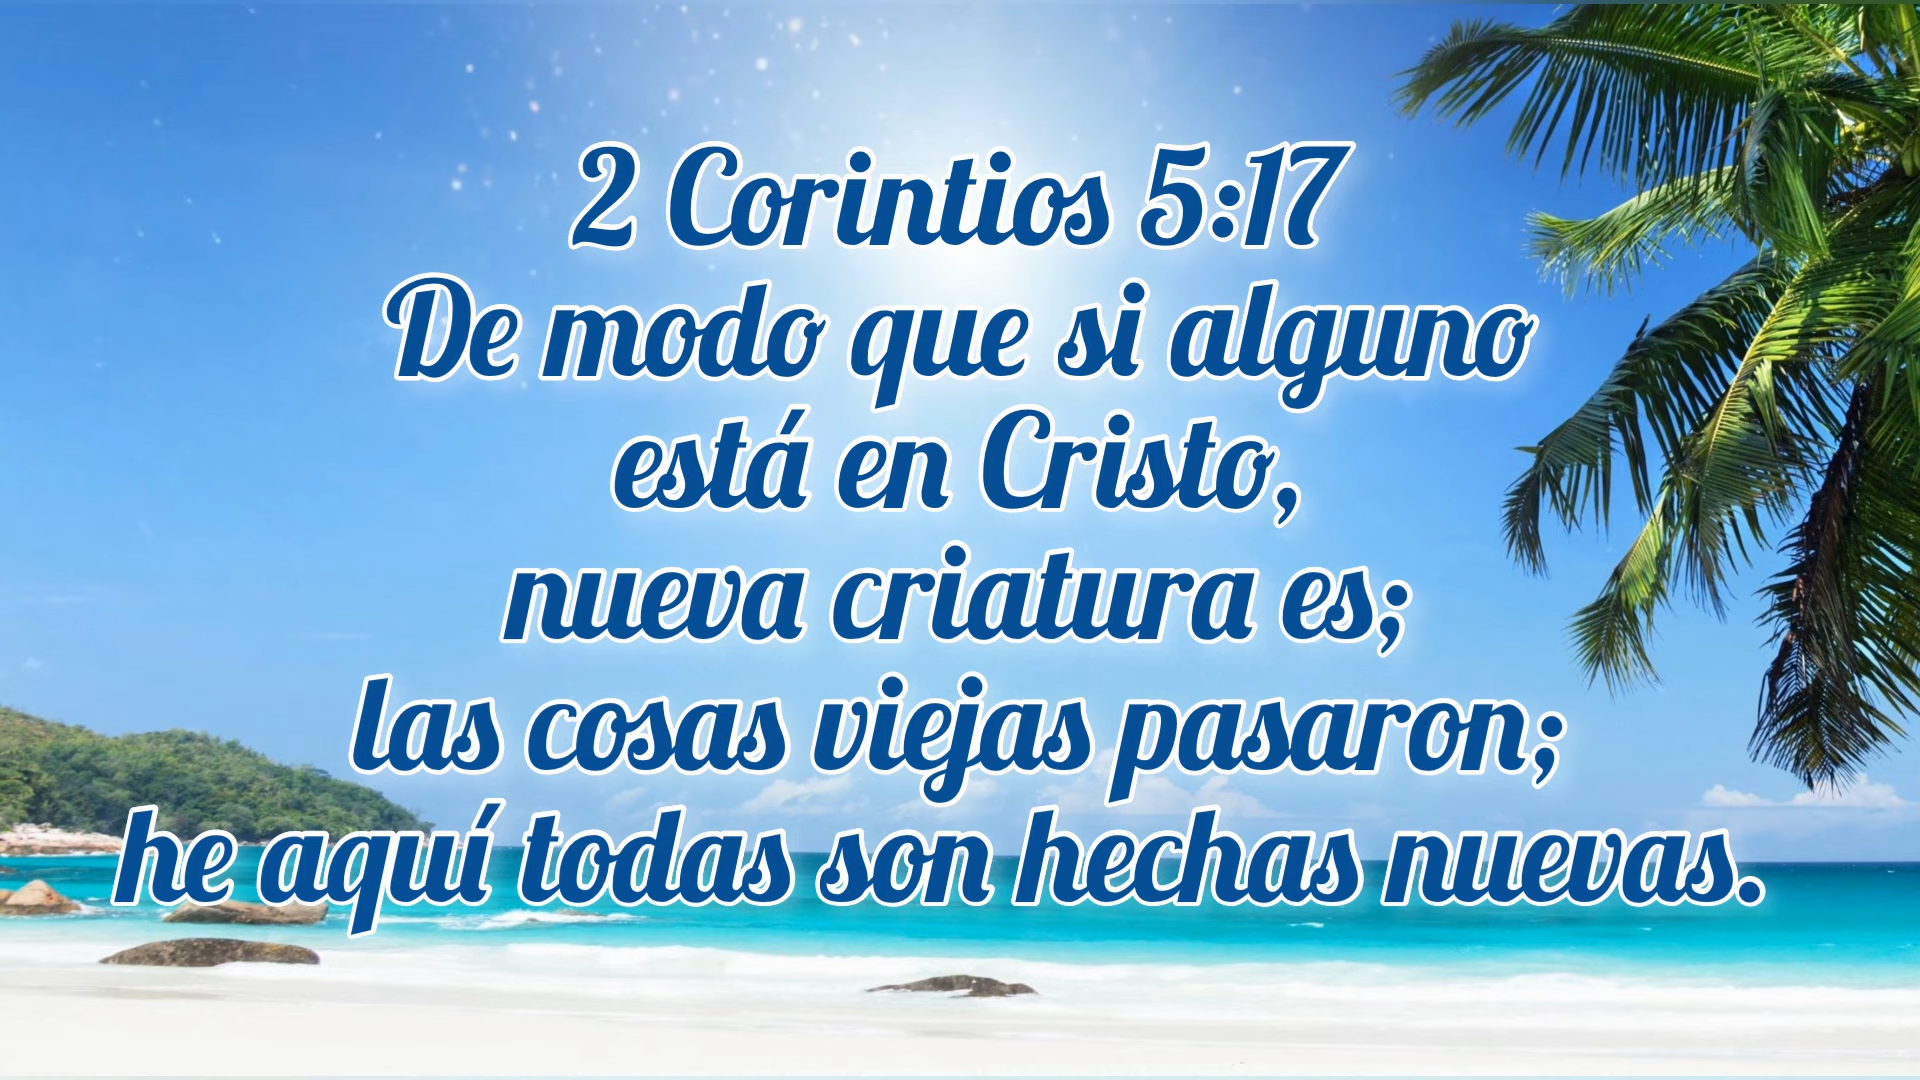 2 Corintios 5:17
De modo que si alguno
está en Cristo,
nueva criatura es;
las cosas viejas pasaron;
he aquí todas son hechas nuevas.